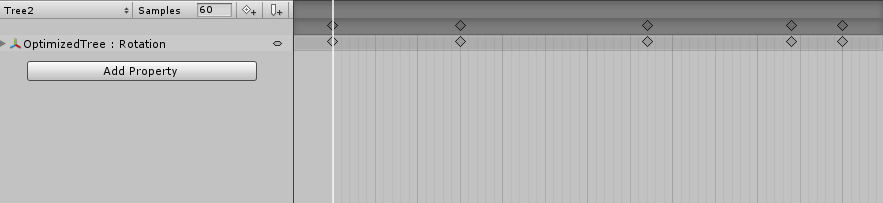 Tree2 Samples 60
OptimizedTree : Rotation
Add Property